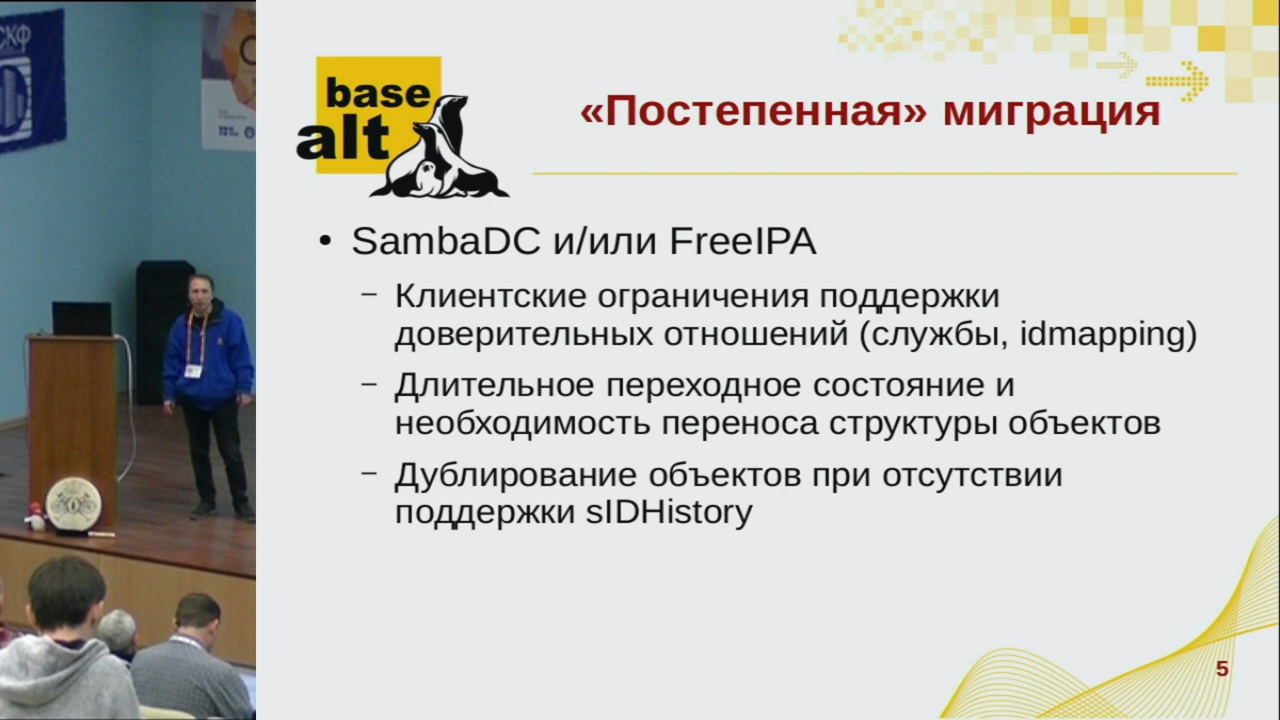 СКФ
base
alt
«Постепенная» миграция
• SambaDC и/или FreeIPA
– Клиентские ограничения поддержки
доверительных отношений (службы, idmapping)
– Длительное переходное состояние и
необходимость переноса структуры объектов
– Дублирование объектов при отсутствии
поддержки sIDHistory
5